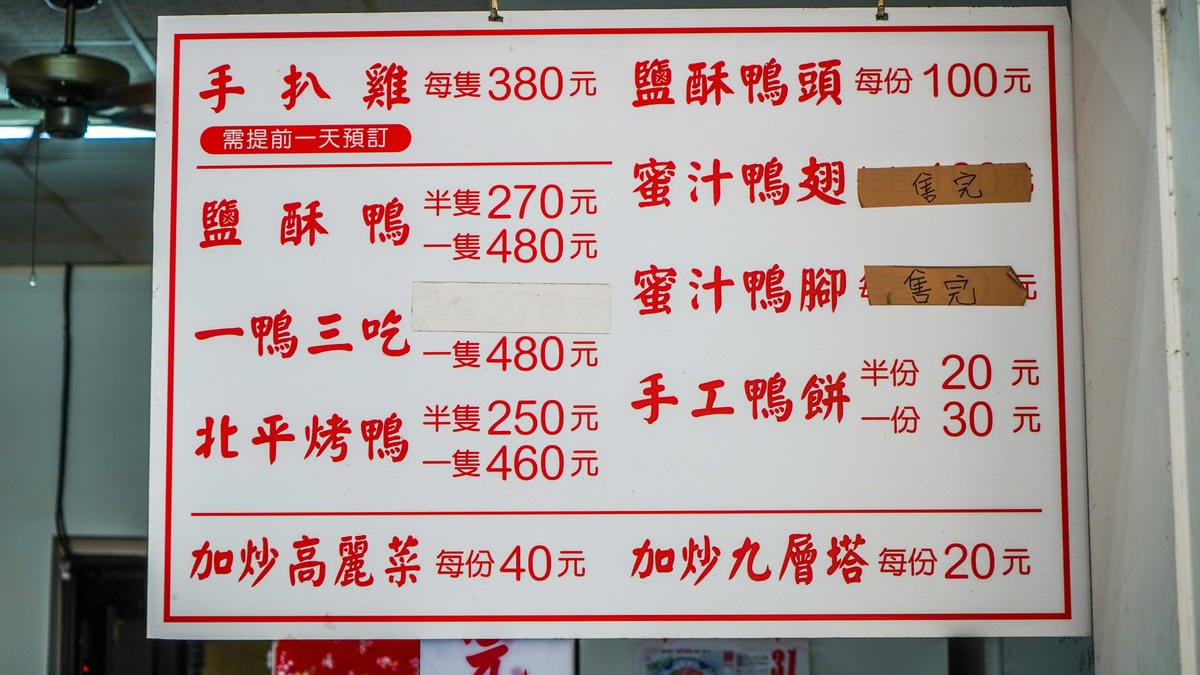 手扒雞 每隻380元
需提前一天預訂
鹽酥鴨 半隻270元
一隻480元
一鴨三吃
一隻480元
北平烤鴨 半隻250元
一隻460元
鹽酥鴨頭 每份100元
蜜汁鴨翅 售完
蜜汁鴨腳 售完
手工鴨餅 半份 20 元
一份 30 元
加炒高麗菜 每份40元
加炒九層塔 每份20元
31